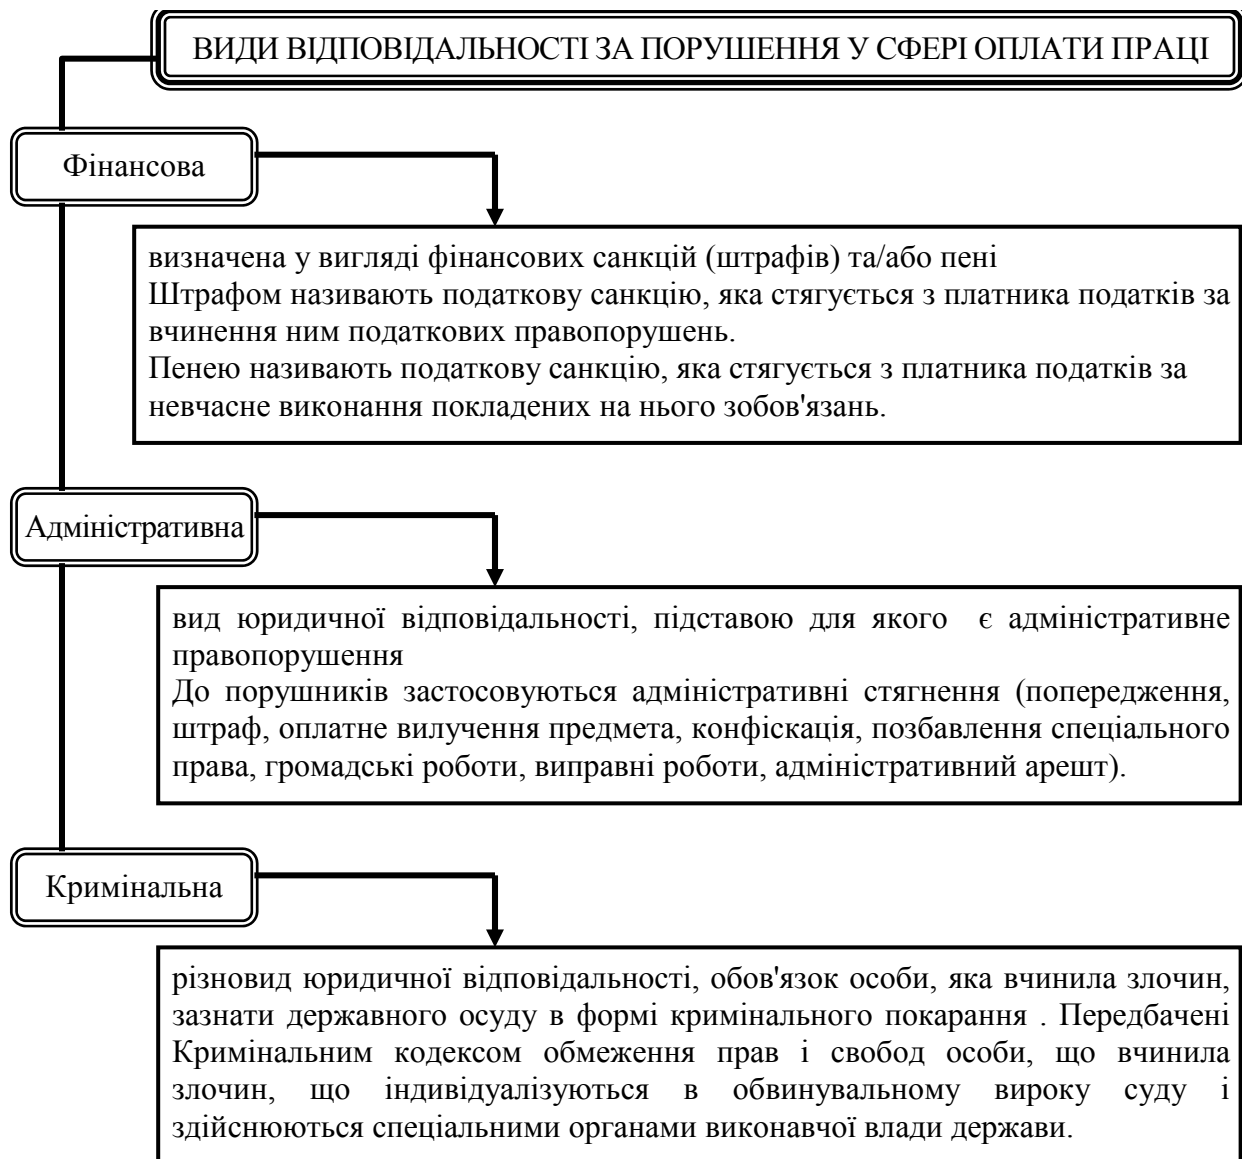 ВИДИ ВІДПОВІДАЛЬНОСТІ ЗА ПОРУШЕННЯ У СФЕРІ ОПЛАТИ ПРАЦІ
Фінансова
визначена у вигляді фінансових санкцій (штрафів) та/або пені
Штрафом називають податкову санкцію, яка стягується з платника податків за
вчинення ним податкових правопорушень.
Пенею називають податкову санкцію, яка стягується з платника податків за
невчасне виконання покладених на нього зобов'язань.
Адміністративна
вид юридичної відповідальності, підставою для якого є адміністративне
правопорушення
До порушників застосовуються адміністративні стягнення (попередження,
штраф, оплатне вилучення предмета, конфіскація, позбавлення спеціального
права, громадські роботи, виправні роботи, адміністративний арешт).
Кримінальна
різновид юридичної відповідальності, обов'язок особи, яка вчинила злочин,
зазнати державного осуду в формі кримінального покарання . Передбачені
Кримінальним кодексом обмеження прав і свобод особи, що вчинила
злочин, що індивідуалізуються в обвинувальному вироку суду і
здійснюються спеціальними органами виконавчої влади держави.